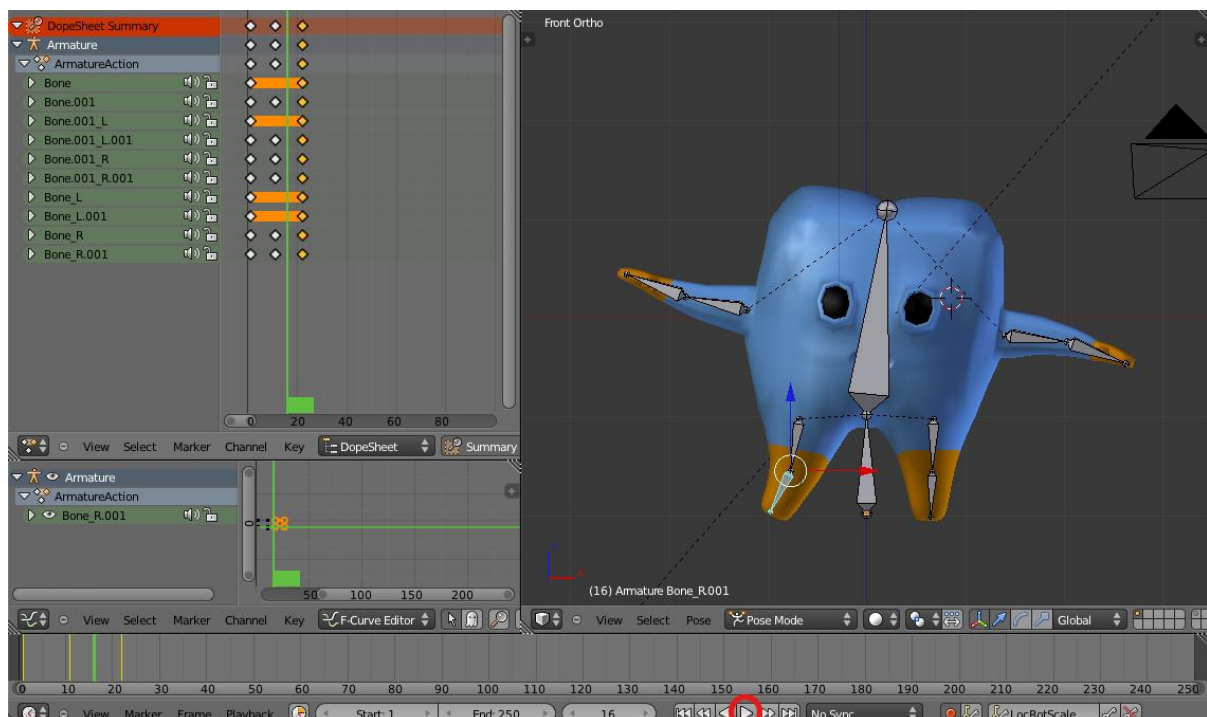 DopeSheet Summary
Armature
ArmatureAction
Bone
Bone.001
Bone.001_L
Bone.001_L.001
Bone.001_R
Bone.001_R.001
Bone_L
Bone_L.001
Bone_R
Bone_R.001
0 20 40 60 80
View Select Marker Channel Key DopeSheet Summary
Armature
ArmatureAction
Bone_R.001
50 100 150 200
View Select Marker Channel Key F-Curve Editor
Front Ortho
(16) Armature Bone_R.001
View Select Pose Pose Mode Global
0 10 20 30 40 50 60 70 80 90 100 110 120 130 140 150 160 170 180 190 200 210 220 230 240 250
View Marker Frame Playback Start: 1 End: 250 16 No Sync LocRotScale